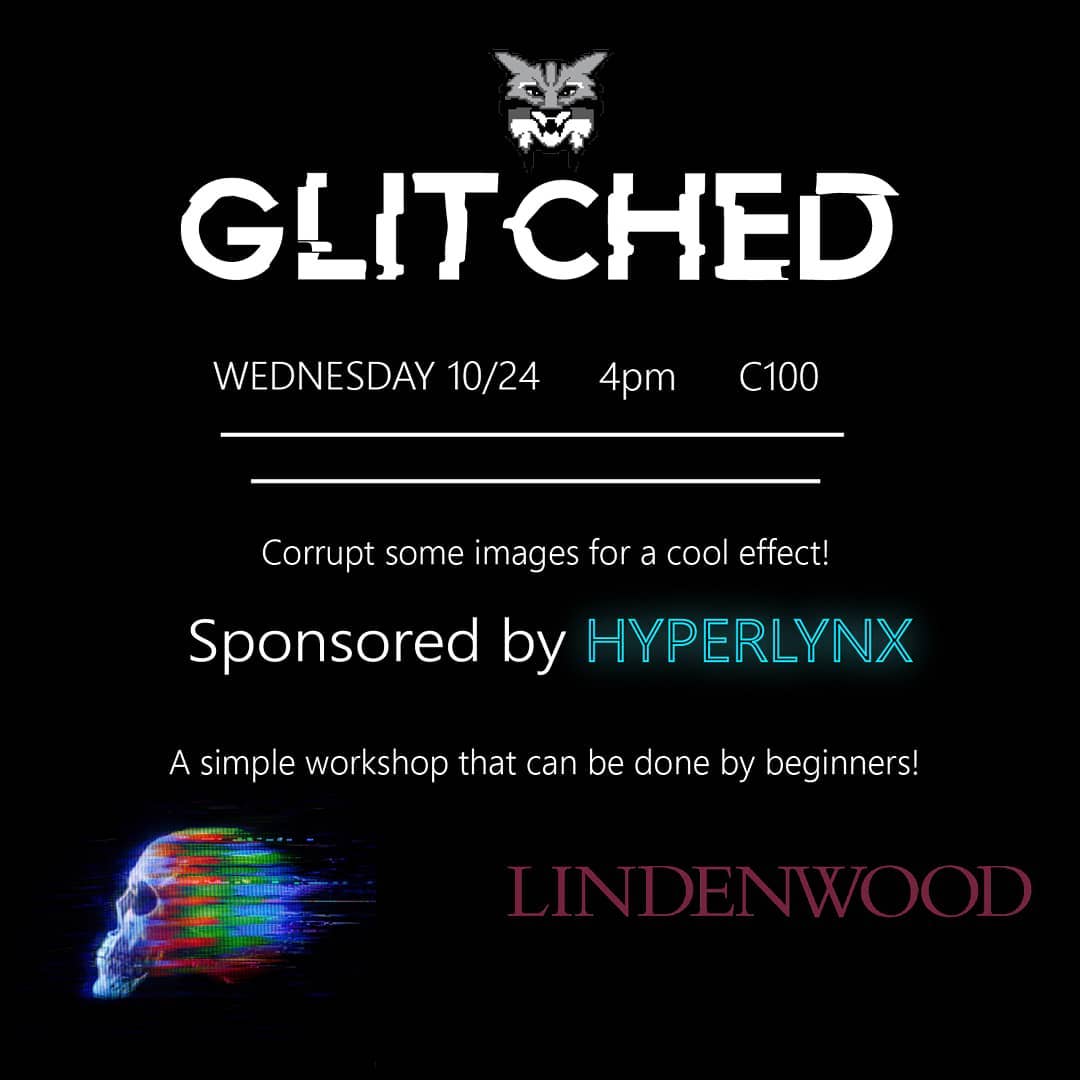 GLITCHED
WEDNESDAY 10/24 4pm C100
Corrupt some images for a cool effect!
Sponsored by HYPERLYNX
A simple workshop that can be done by beginners!
LINDENWOOD